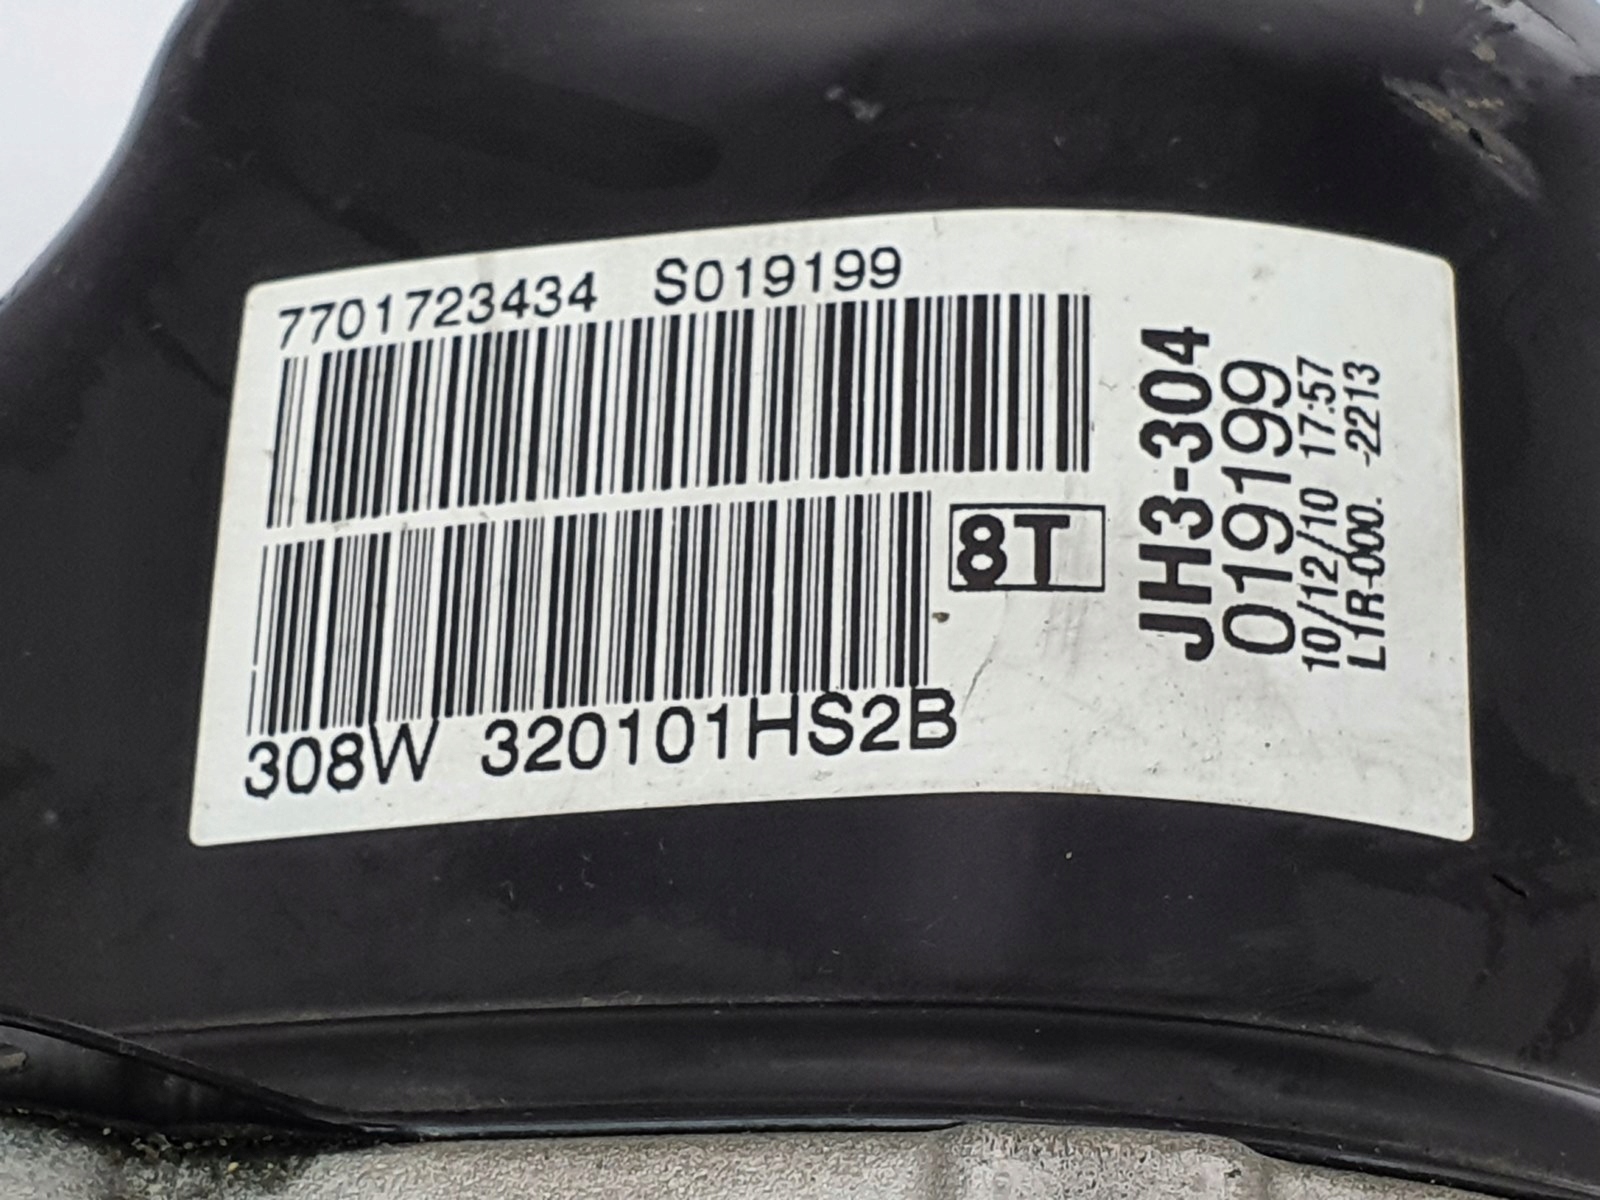 7701723434 S019199
8T
308W 320101HS2B
JH3-304
019199
10/12/10 17:57
L1R-000. -2213